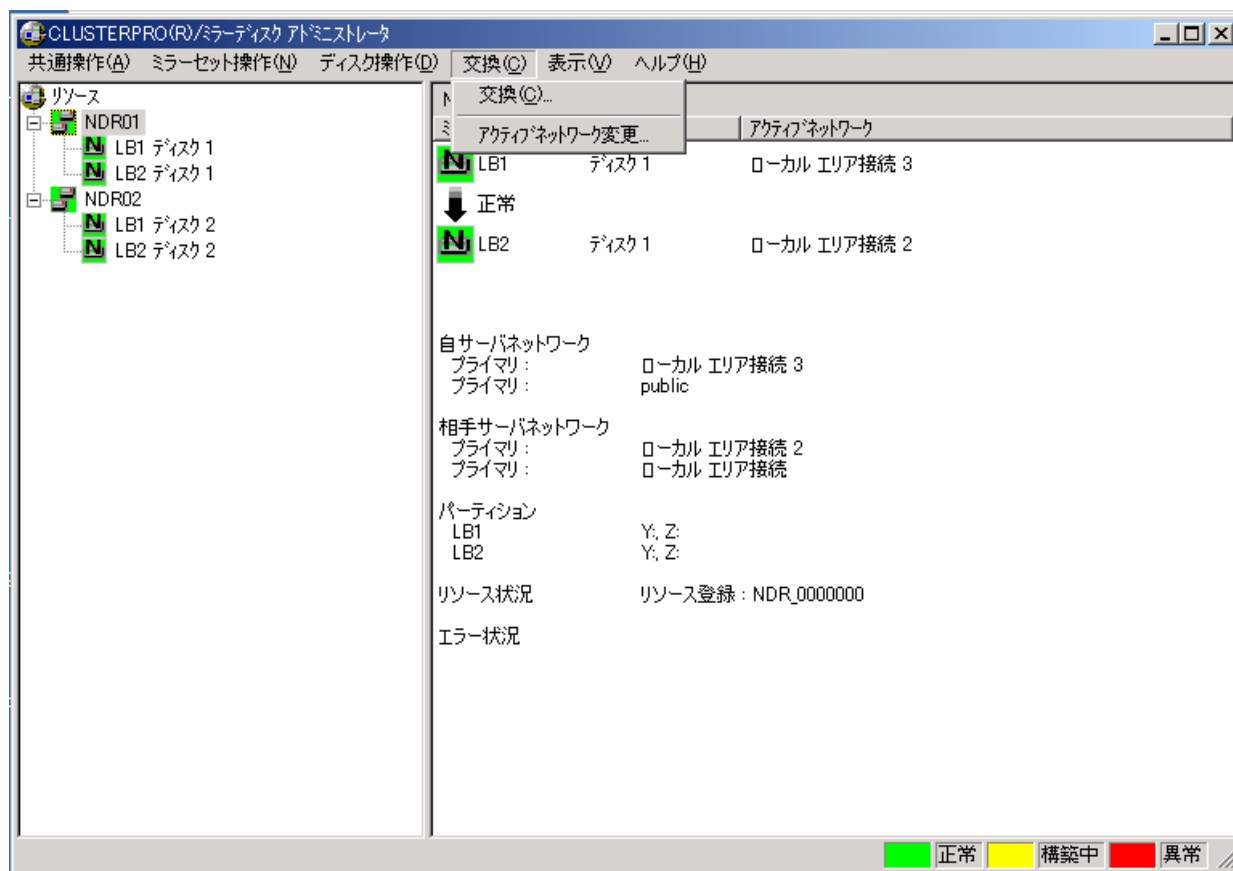 CLUSTERPRO(R)/ミラーディスク アドミニストレータ
共通操作(A) ミラーセット操作(N) ディスク操作(D) 交換(C) 表示(V) ヘルプ(H)
交換(C)...
アクティブネットワーク変更...
リソース
NDR01
LB1 ディスク 1
LB2 ディスク 1
NDR02
LB1 ディスク 2
LB2 ディスク 2
アクティブネットワーク
LB1 ディスク 1 ローカル エリア接続 3
正常
LB2 ディスク 1 ローカル エリア接続 2
自サーバネットワーク
プライマリ : ローカル エリア接続 3
プライマリ : public
相手サーバネットワーク
プライマリ : ローカル エリア接続 2
プライマリ : ローカル エリア接続
パーティション
LB1 Y:, Z:
LB2 Y:, Z:
リソース状況 リソース登録 : NDR_0000000
エラー状況
正常 構築中 異常